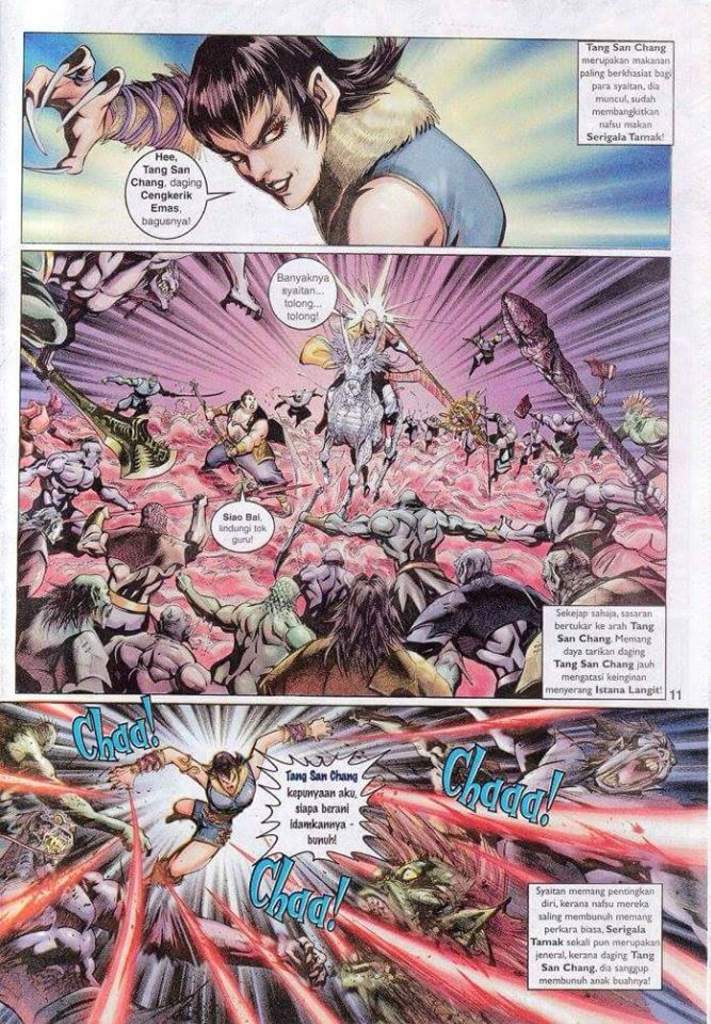 Tang San Chang
merupakan makanan
paling berkhasiat bagi
para syaitan, dia
muncul, sudah
membangkitkan
nafsu makan
Serigala Tamak!
Hee,
Tang San
Chang, daging
Cengkerik
Emas,
bagusnya!
Banyaknya
syaitan...
tolong...
tolong!
Siao Bai,
lindungi tok
guru!
Sekejap sahaja, sasaran
bertukar ke arah Tang
San Chang. Memang
daya tarikan daging
Tang San Chang jauh
mengatasi keinginan
menyerang Istana Langit!
11
Chaa!
Tang San Chang
kepunyaan aku,
siapa berani
idamkannya -
bunuh!
Chaaa!
Chaa!
Syaitan memang pentingkan
diri, kerana nafsu mereka
saling membunuh memang
perkara biasa, Serigala
Tamak sekali pun merupakan
jeneral, kerana daging Tang
San Chang, dia sanggup
membunuh anak buahnya!